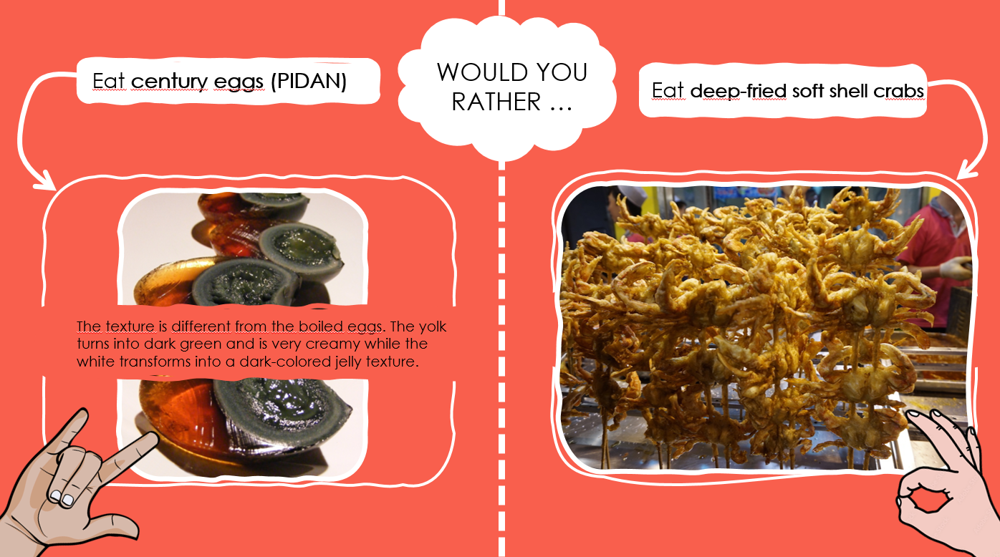 WOULD YOU
RATHER ...
Eat century eggs (PIDAN)
The texture is different from the boiled eggs. The yolk
turns into dark green and is very creamy while the
white transforms into a dark-colored jelly texture.
Eat deep-fried soft shell crabs